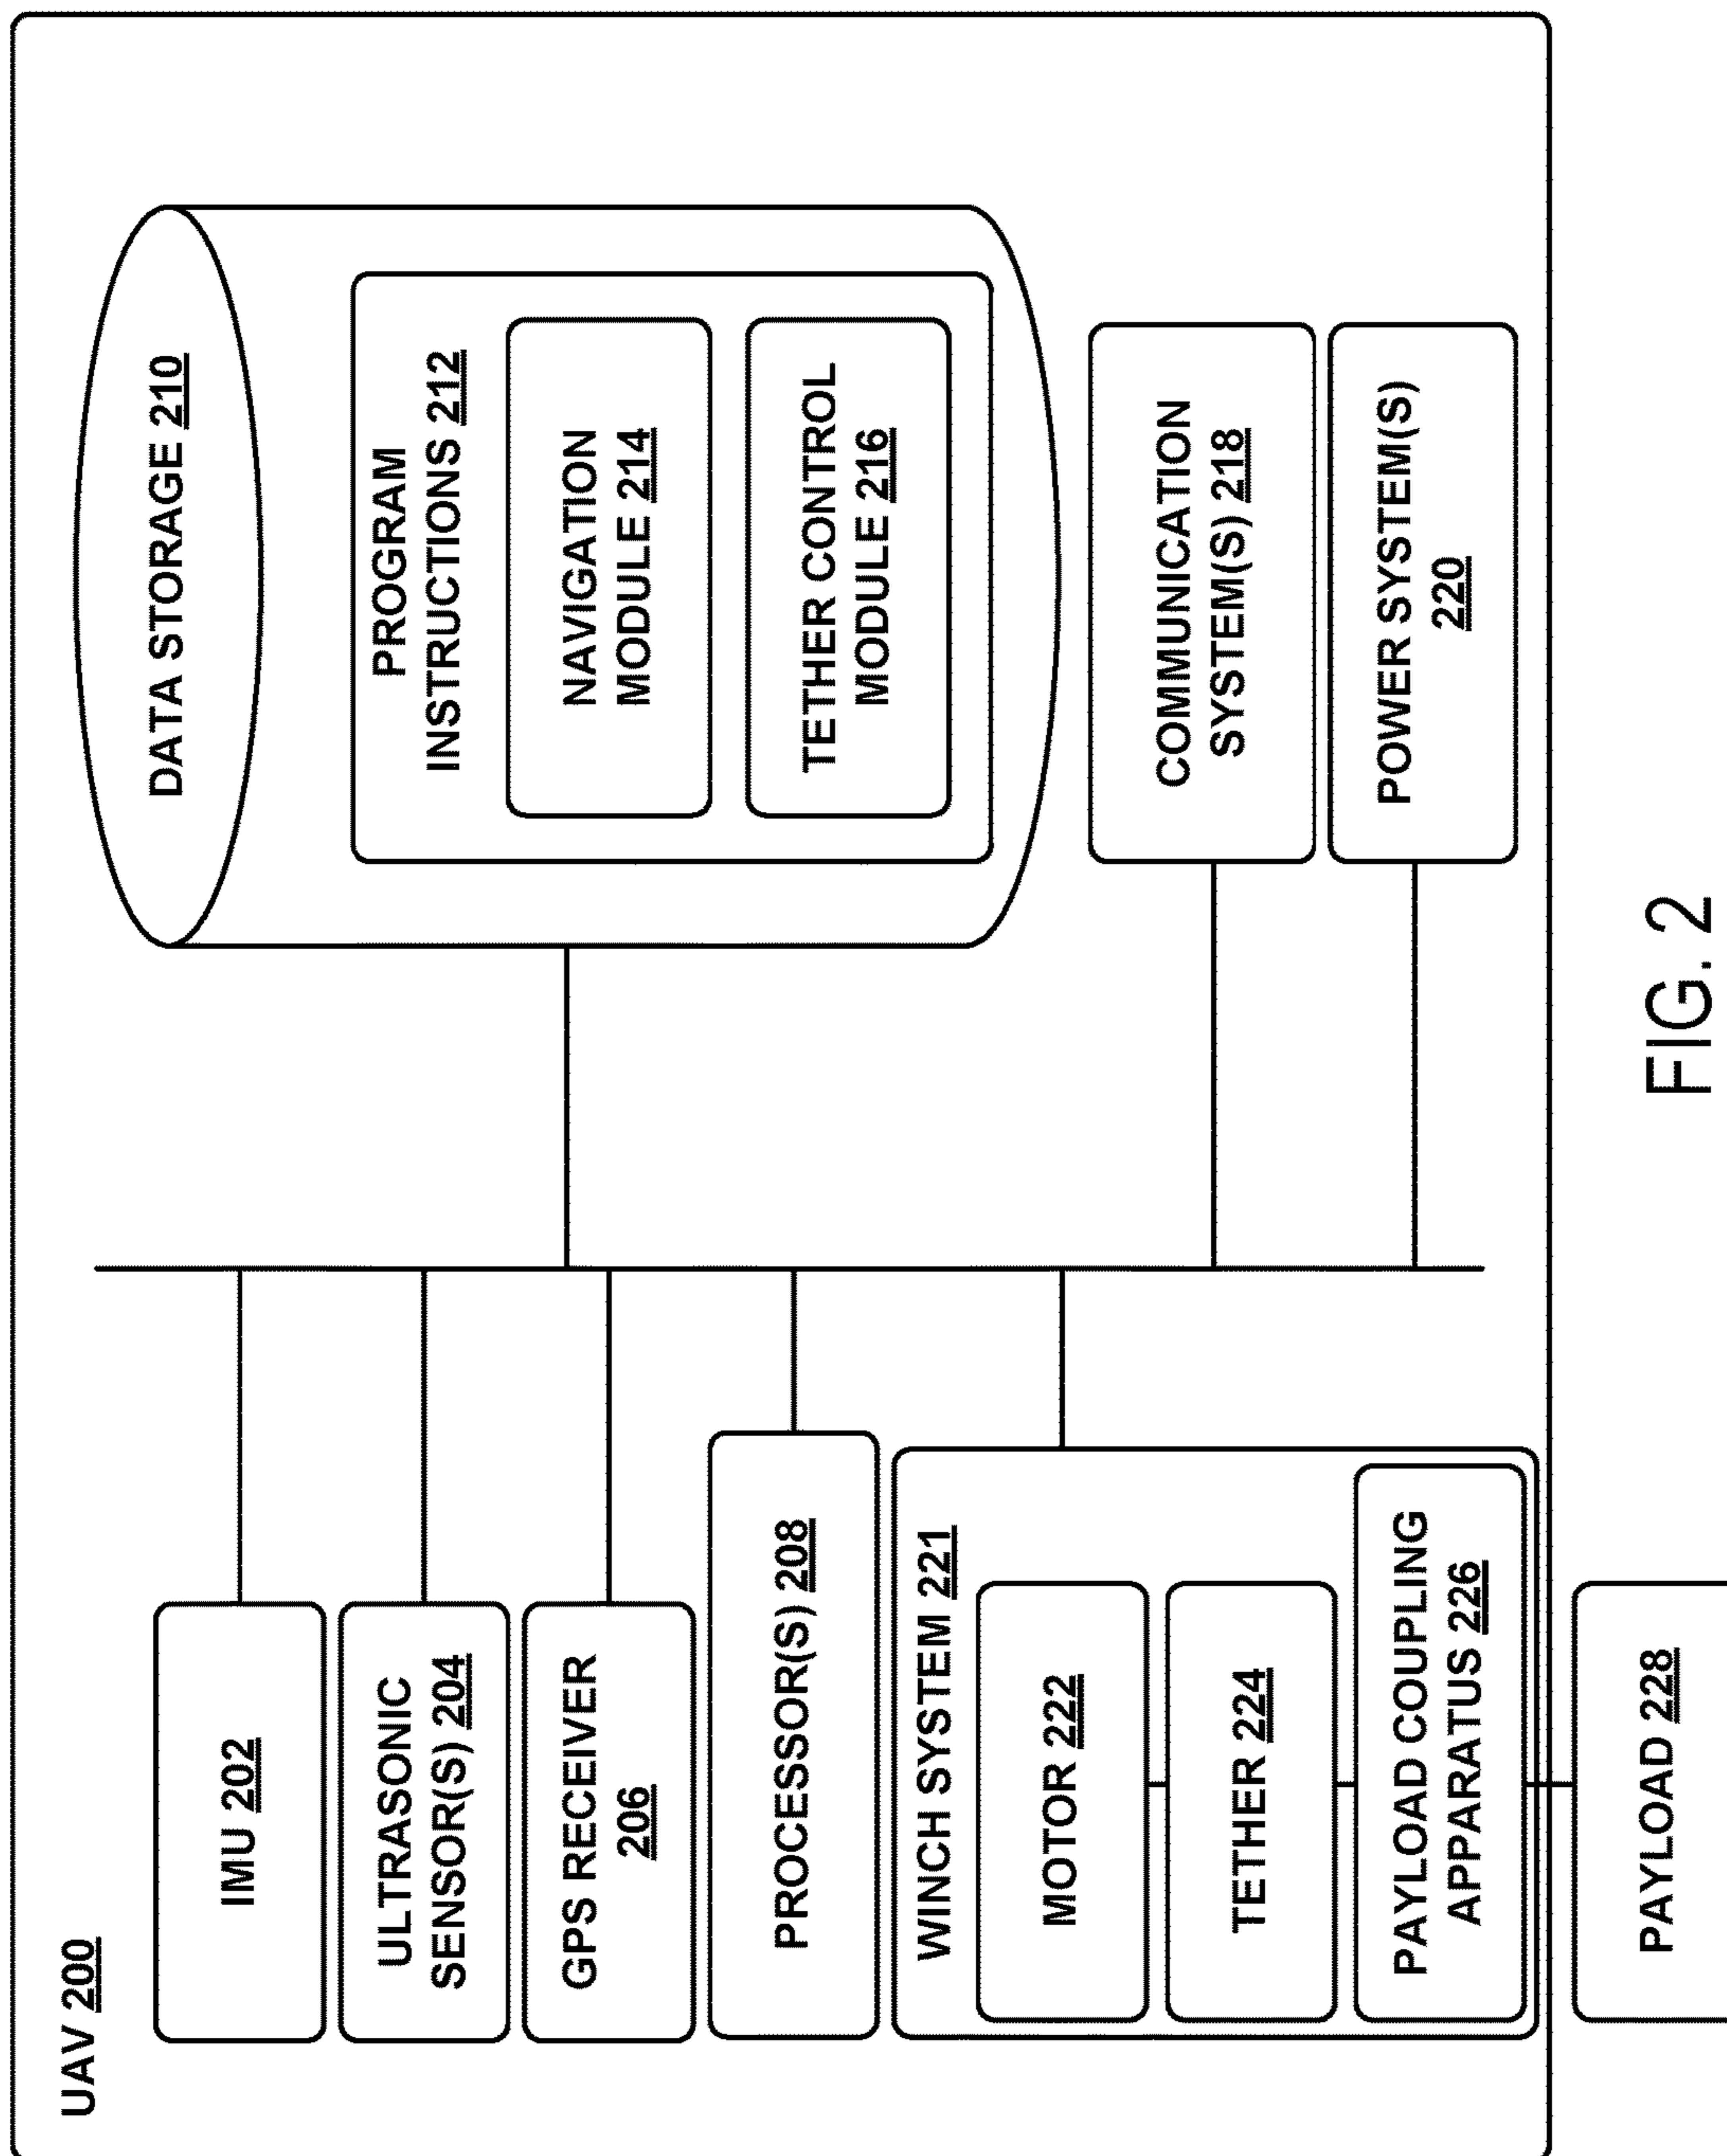 UAV 200
IMU 202
ULTRASONIC
SENSOR(S) 204
GPS RECEIVER
206
PROCESSOR(S) 208
WINCH SYSTEM 221
MOTOR 222
TETHER 224
PAYLOAD COUPLING
APPARATUS 226
PAYLOAD 228
DATA STORAGE 210
PROGRAM
INSTRUCTIONS 212
NAVIGATION
MODULE 214
TETHER CONTROL
MODULE 216
COMMUNICATION
SYSTEM(S) 218
POWER SYSTEM(S)
220
FIG. 2